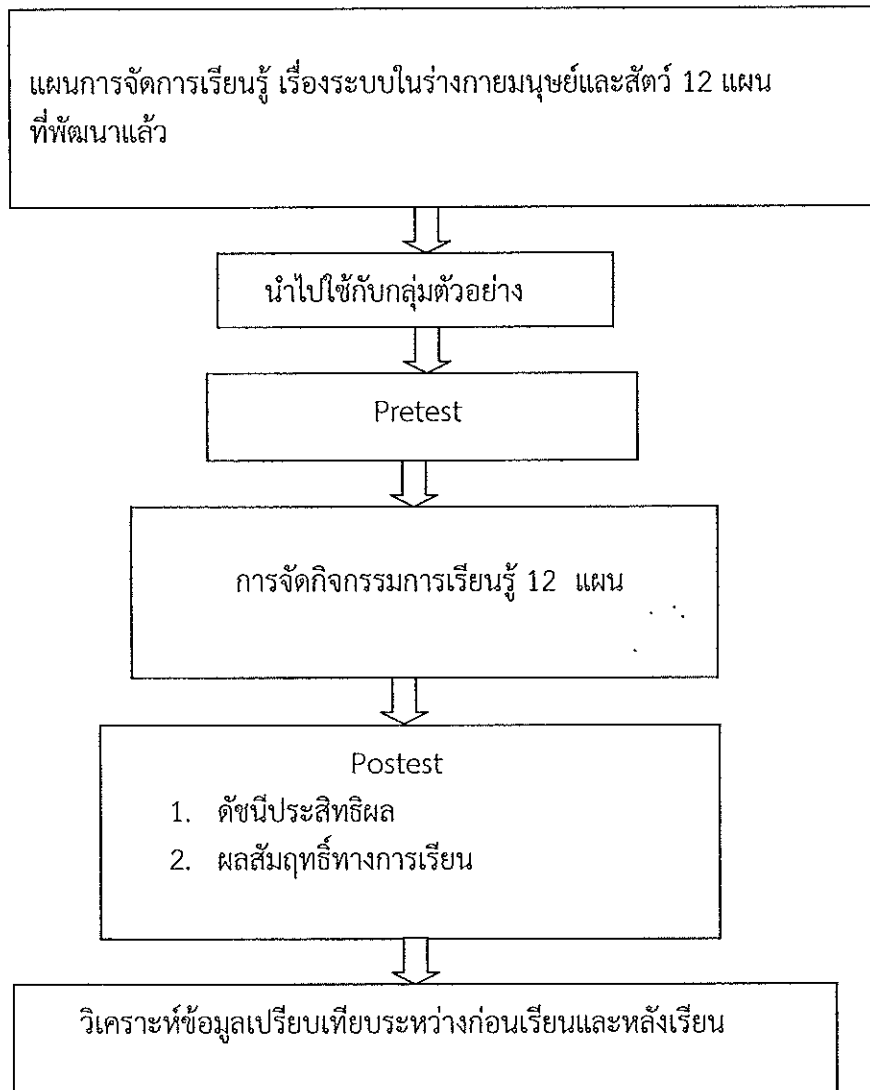 แผนการจัดการเรียนรู้ เรื่องระบบในร่างกายมนุษย์และสัตว์ 12 แผน
ที่พัฒนาแล้ว
นำไปใช้กับกลุ่มตัวอย่าง
Pretest
การจัดกิจกรรมการเรียนรู้ 12 แผน
Postest
1. ดัชนีประสิทธิผล
2. ผลสัมฤทธิ์ทางการเรียน
วิเคราะห์ข้อมูลเปรียบเทียบระหว่างก่อนเรียนและหลังเรียน